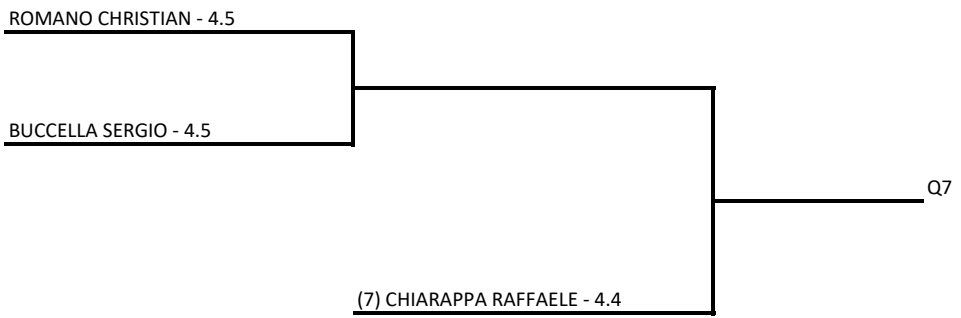 ROMANO CHRISTIAN - 4.5
BUCCELLA SERGIO - 4.5
Q7
(7) CHIARAPPA RAFFAELE - 4.4